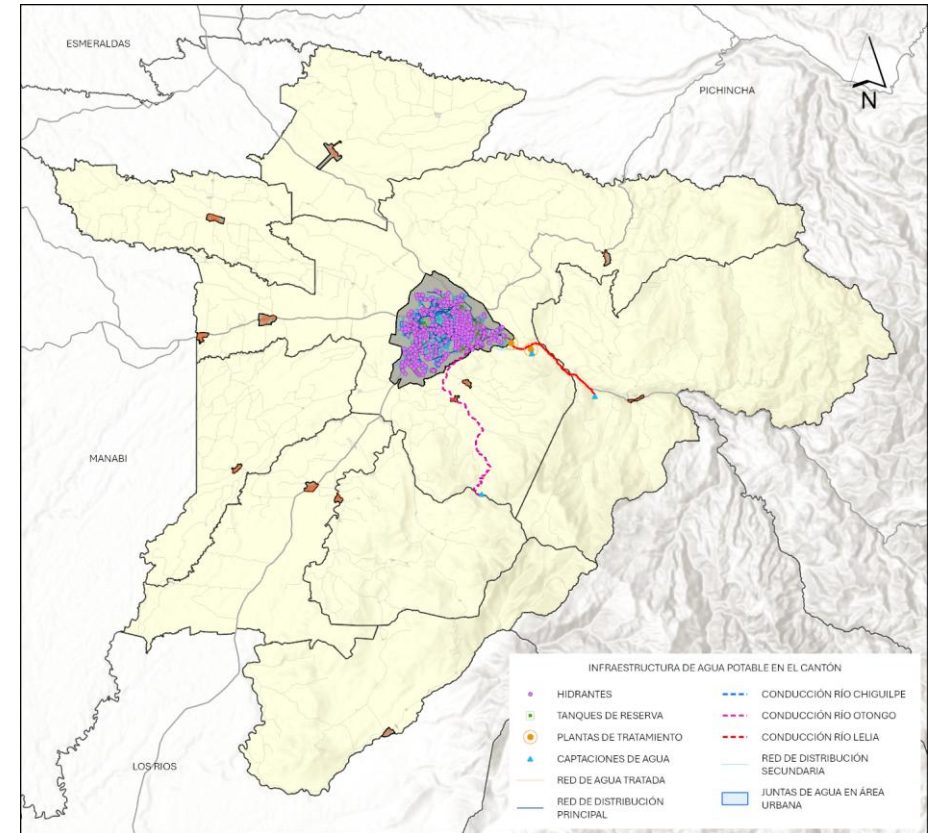 ESMERALDAS
PICHINCHA
N
MANABI
LOS RIOS
INFRAESTRUCTURA DE AGUA POTABLE EN EL CANTÓN
HIDRANTES
TANQUES DE RESERVA
PLANTAS DE TRATAMIENTO
CAPTACIONES DE AGUA
RED DE AGUA TRATADA
RED DE DISTRIBUCIÓN
PRINCIPAL
CONDUCCIÓN RÍO CHIGUILPE
CONDUCCIÓN RÍO OTONGO
CONDUCCIÓN RÍO LELIA
RED DE DISTRIBUCIÓN
SECUNDARIA
JUNTAS DE AGUA EN ÁREA
URBANA